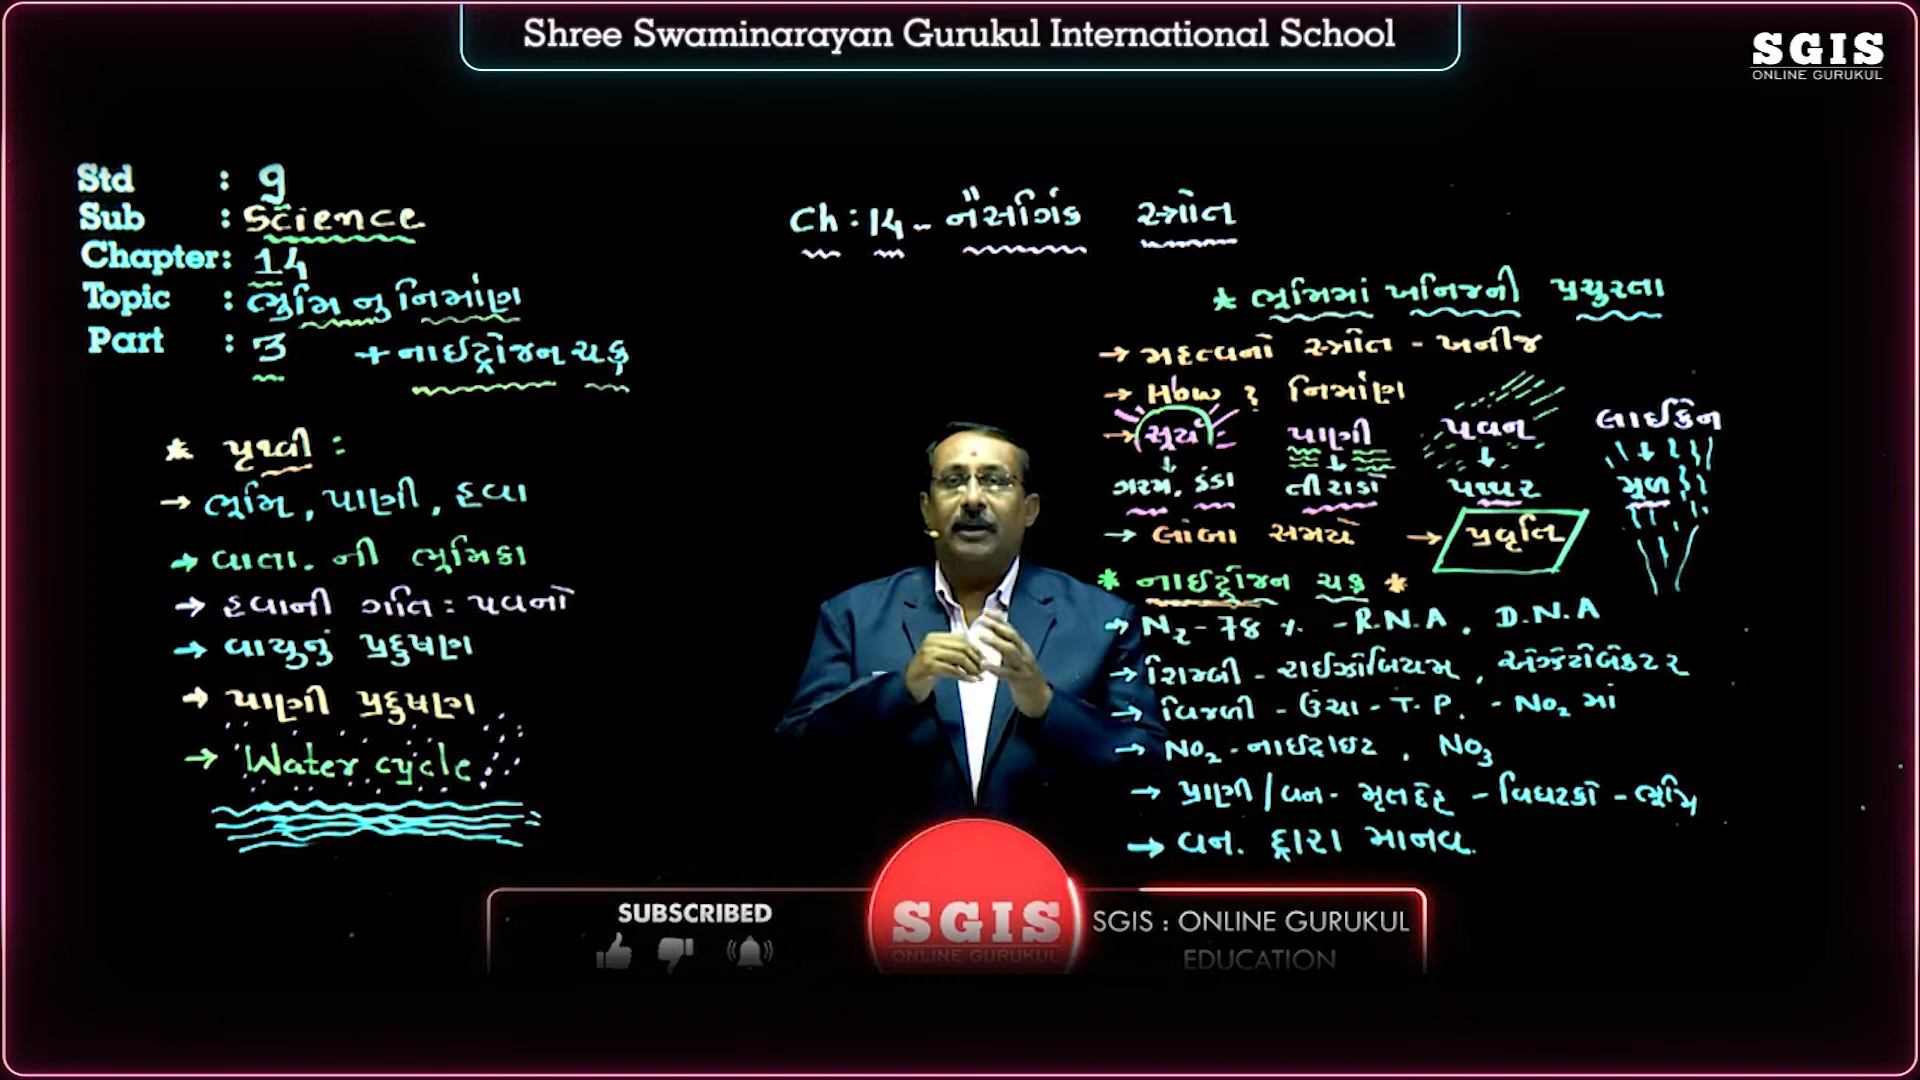 Shree Swaminarayan Gurukul International School
SGIS
ONLINE GURUKUL
Std : 9
Sub : Science
Chapter : 14
Topic : ભુમિ નુ નિર્માણ
Part : 3 + નાઈટ્રોજન ચક્ર
Ch : 14 - નૈસર્ગિક સ્ત્રોત
* પૃથ્વી :
→ ભૂમિ, પાણી, હવા
→ વાતા. ની ભૂમિકા
→ હવાની ગતિ : પવનો
→ વાયુનું પ્રદુષણ
→ પાણી પ્રદુષણ
→ Water cycle
* ભૂમિમાં ખનિજની પ્રચુરતા
→ મહત્વનો સ્ત્રોત - ખનીજ
→ How ? નિર્માણ
→ સૂર્ય પાણી પવન લાઈકેન
↓ ↓ ↓ ↓
ગરમ, ઠંડા તીરાડો પથ્થર મૂળ
→ લાંબા સમયે → પ્રવૃતિ
* નાઈટ્રોજન ચક્ર *
→ N2 - 78 % - R.N.A, D.N.A
→ શિમ્બી - રાઈઝોબિયમ, એઝેટોબેક્ટર
→ વિજળી - ઉંચા - T. P. - NO2 માં
→ NO2 - નાઈટ્રાઇટ, NO3
→ પ્રાણી / વન - મૃતદેહ - વિઘટકો - ભૂમિ
→ વન. દ્વારા માનવ.
SUBSCRIBED
SGIS
ONLINE GURUKUL
SGIS : ONLINE GURUKUL
EDUCATION